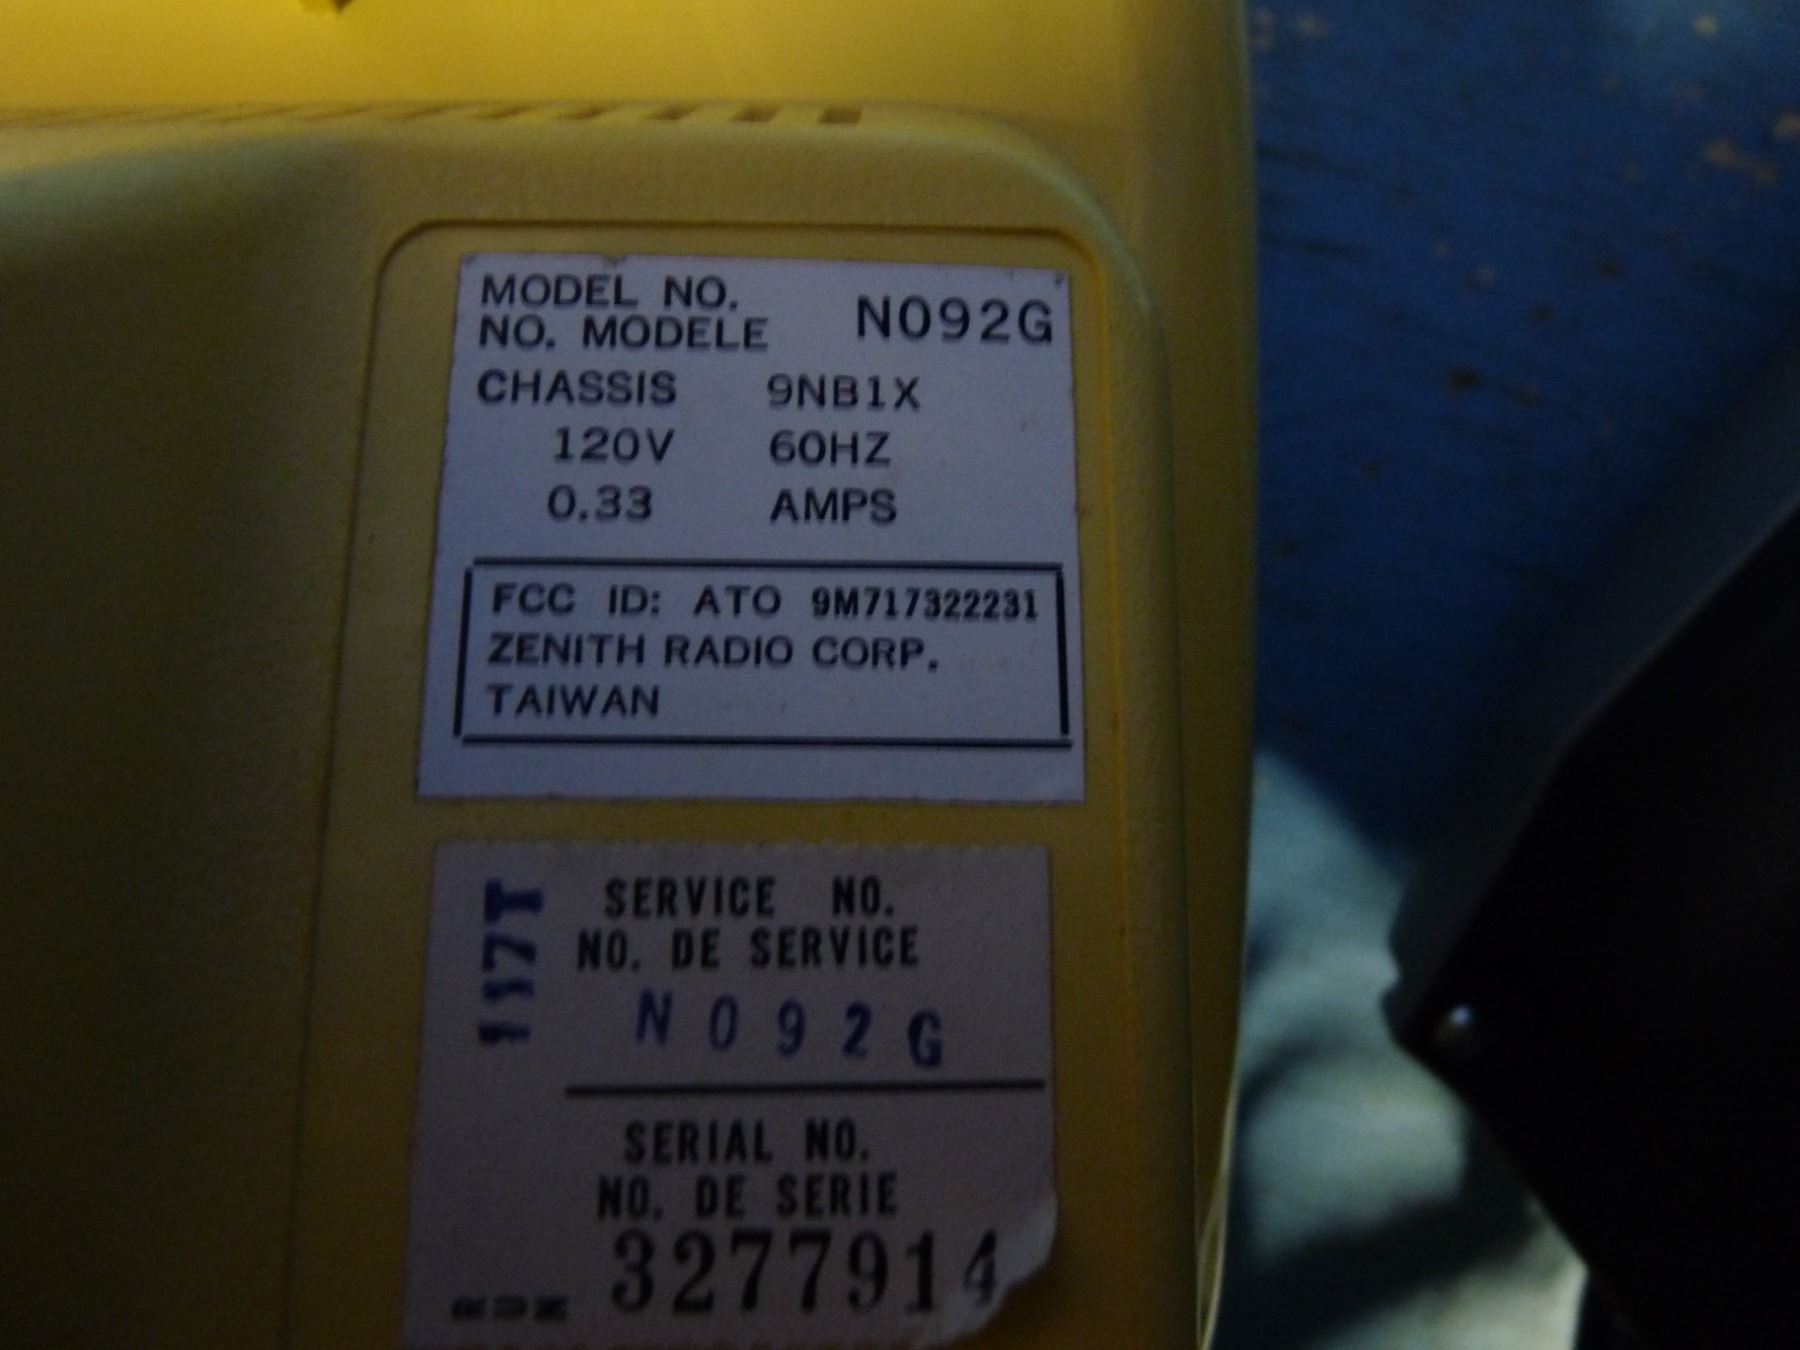 MODEL NO.
NO. MODELE N092G
CHASSIS 9NB1X
120V 60HZ
0.33 AMPS
FCC ID: ATO 9M717322231
ZENITH RADIO CORP.
TAIWAN
117T
SERVICE NO.
NO. DE SERVICE
N092G
SERIAL NO.
NO. DE SERIE
3277914